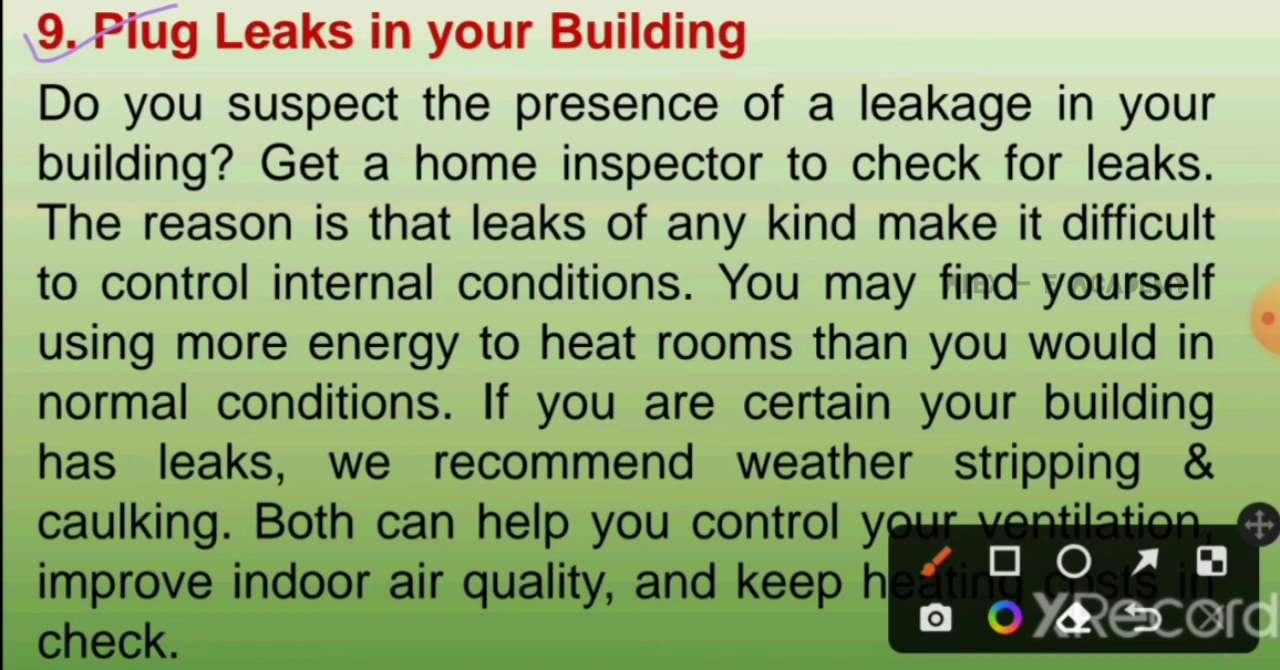 9. Plug Leaks in your Building
Do you suspect the presence of a leakage in your
building? Get a home inspector to check for leaks.
The reason is that leaks of any kind make it difficult
to control internal conditions. You may find yourself
using more energy to heat rooms than you would in
normal conditions. If you are certain your building
has leaks, we recommend weather stripping &
caulking. Both can help you control your ventilation,
improve indoor air quality, and keep heating costs in
check.
XRecord